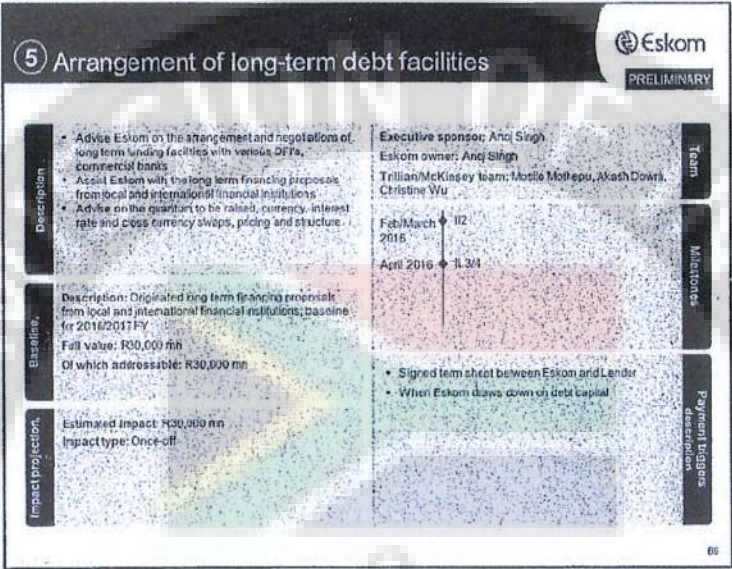 5 Arrangement of long-term debt facilities
Eskom
PRELIMINARY
Description
• Advise Eskom on the arrangement and negotiations of
long term funding facilities with various DFI's,
commercial banks
• Assist Eskom with the long term financing proposals
from local and international financial institutions
• Advise on the quantum to be raised, currency, interest
rate and cross currency swaps, pricing and structure
Executive sponsor: Anoj Singh
Eskom owner: Anoj Singh
Trillian/McKinsey team: Mosilo Mothepu, Akash Dowra,
Christine Wu
Team
Feb/March
2016
April 2016
IL3/4
Milestones
Baseline
Description: Originated long term financing proposals
from local and international financial institutions; baseline
for 2016/2017 FY
Full value: R30,000 mn
Of which addressable: R30,000 mn
Impact projection
Estimated Impact: R30,000 mn
Impact type: Once-off
• Signed term sheet between Eskom and Lender
• When Eskom draws down on debt capital
Payment triggers
description